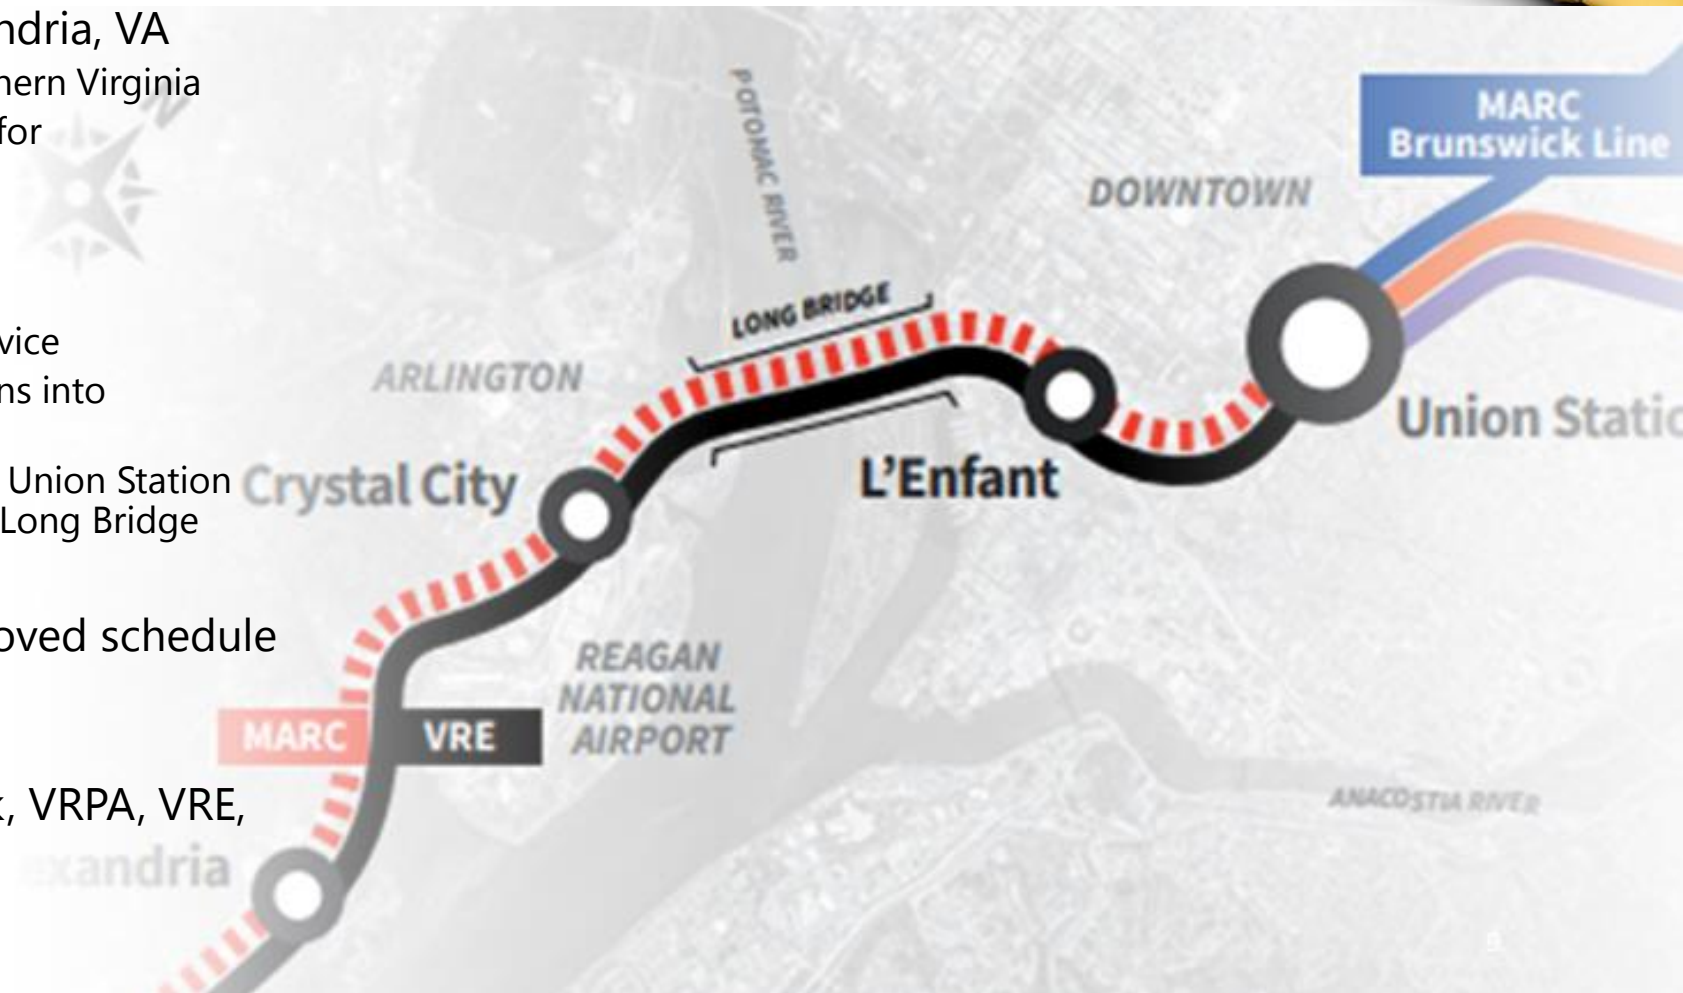 ndria, VA
hern Virginia
for
N
POTOMAC RIVER
MARC
Brunswick Line
DOWNTOWN
LONG BRIDGE
vice
ARLINGTON
ns into
Union Statio
Union Station
Crystal City
L'Enfant
Long Bridge
oved schedule
REAGAN
NATIONAL
AIRPORT
MARC
VRE
, VRPA, VRE,
ANACOSTIA RIVER
exandria